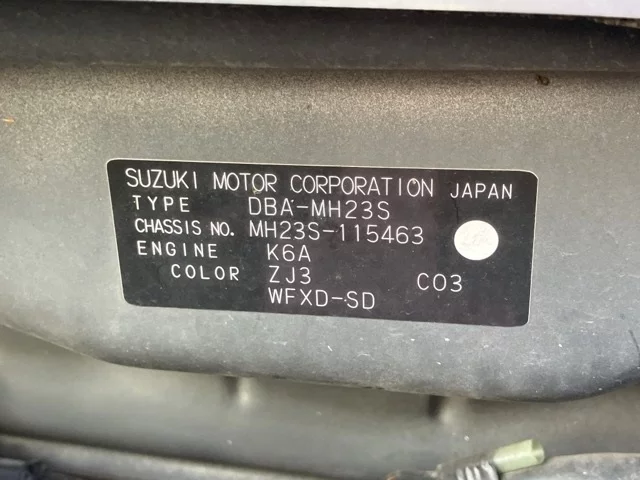 SUZUKI MOTOR CORPORATION JAPAN
TYPE DBA-MH23S
CHASSIS NO. MH23S-115463
ENGINE K6A
COLOR ZJ3 C03
WFXD-SD